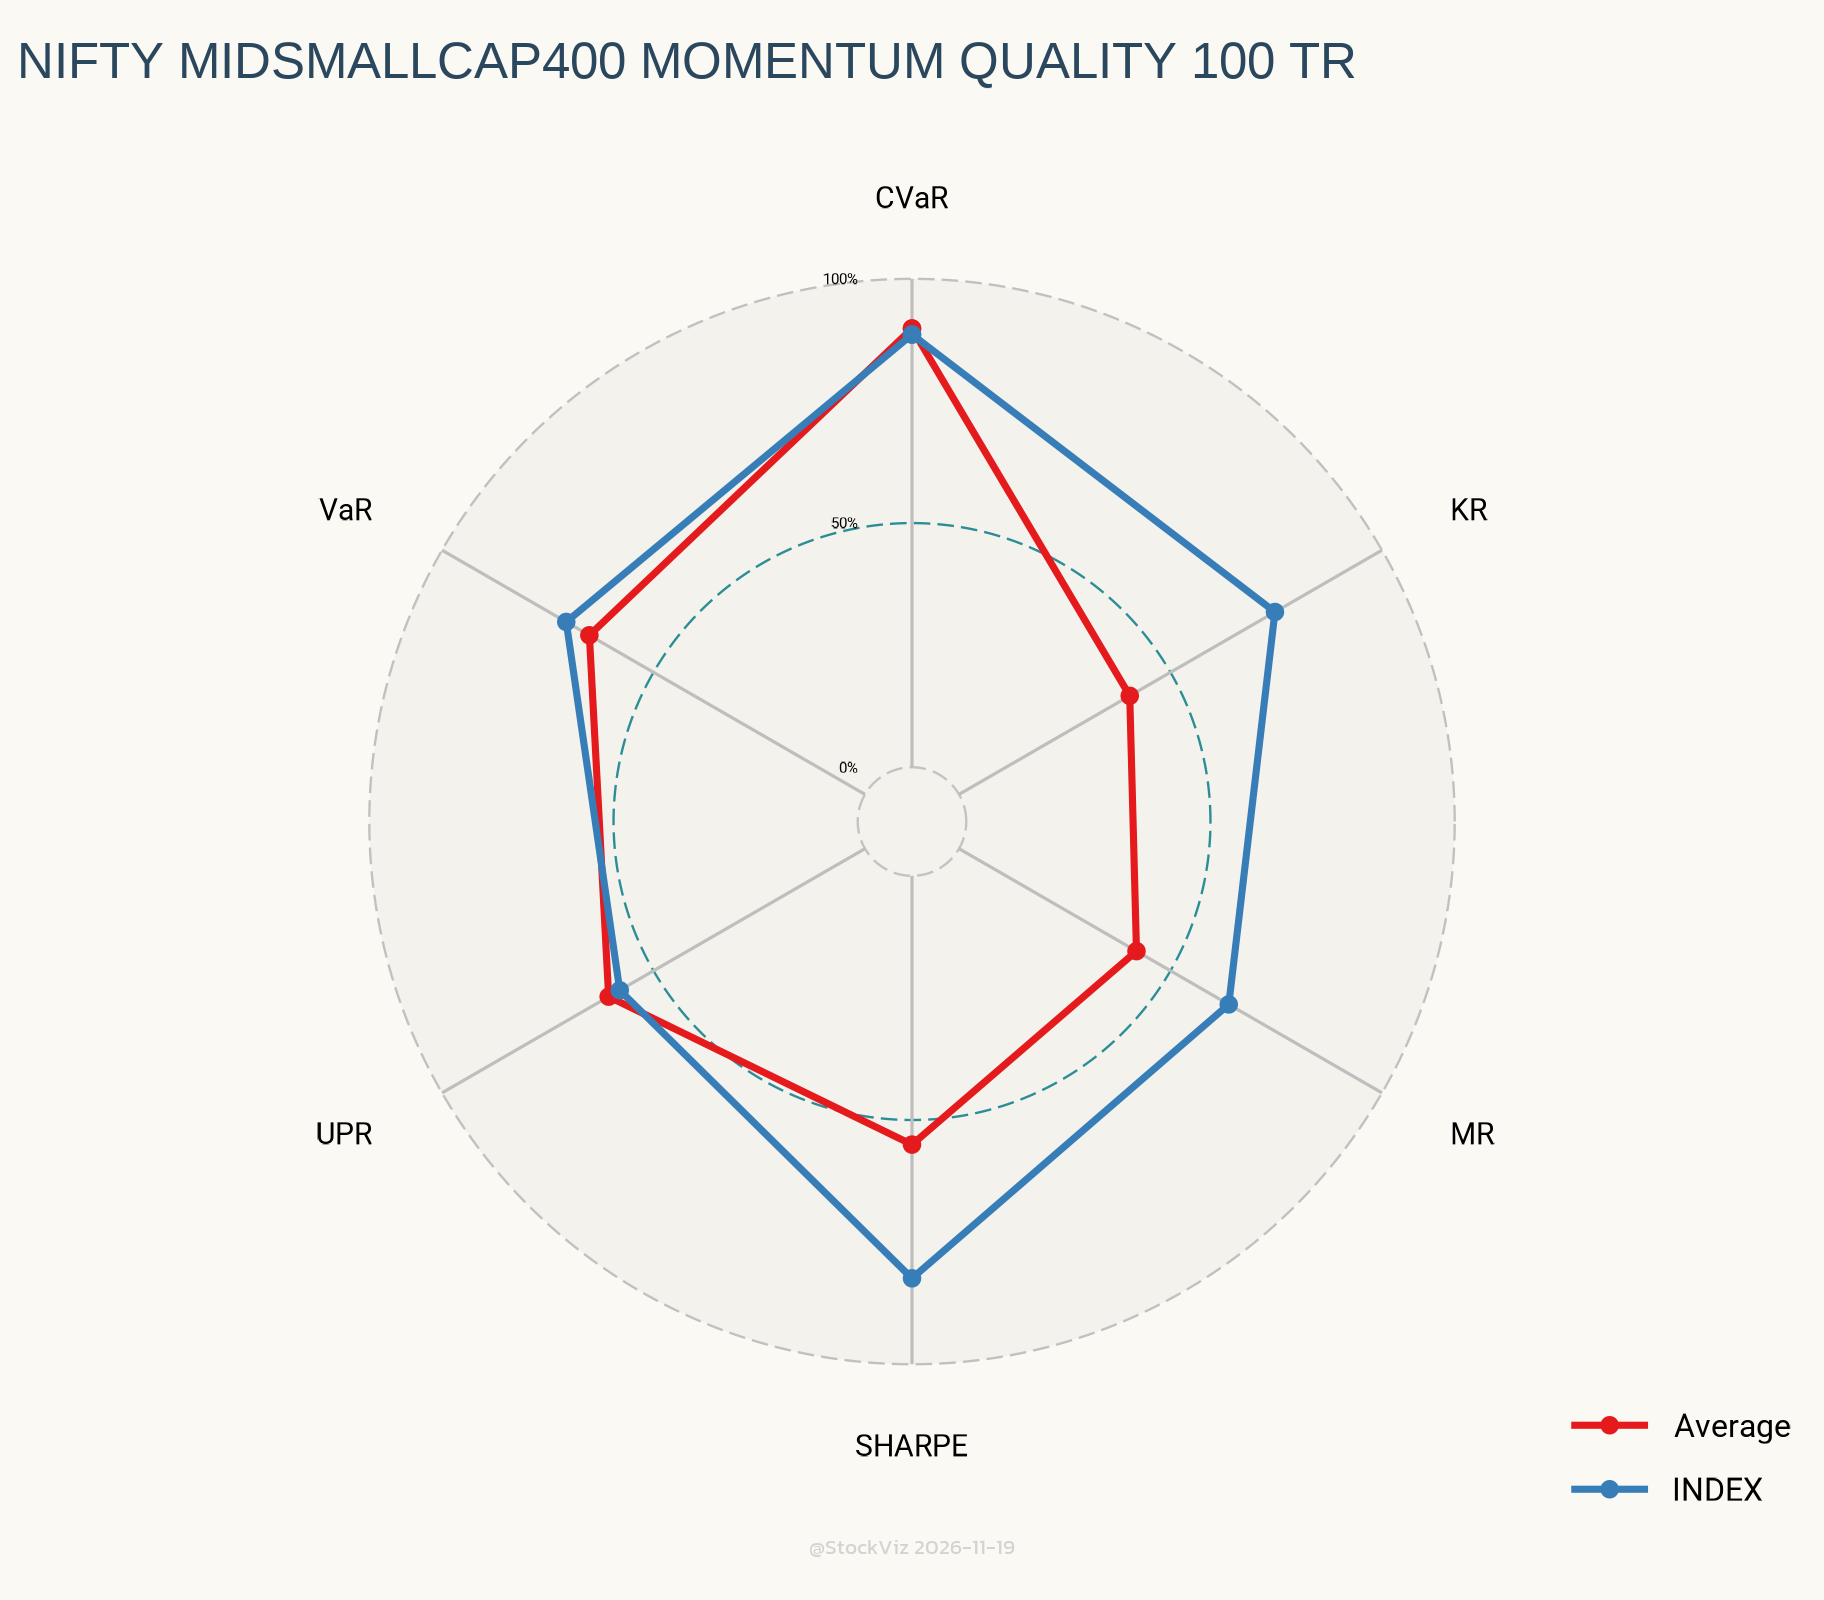 NIFTY MIDSMALLCAP400 MOMENTUM QUALITY 100 TR
CVaR
100%
VaR
KR
50%
0%
UPR
MR
SHARPE
Average
INDEX
@StockViz 2026-11-19